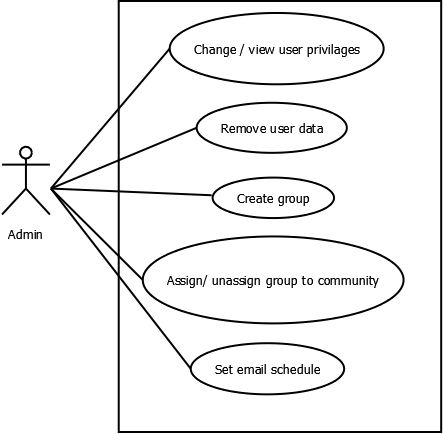 Change / view user privilages
Remove user data
Create group
Admin
Assign/ unassign group to community
Set email schedule